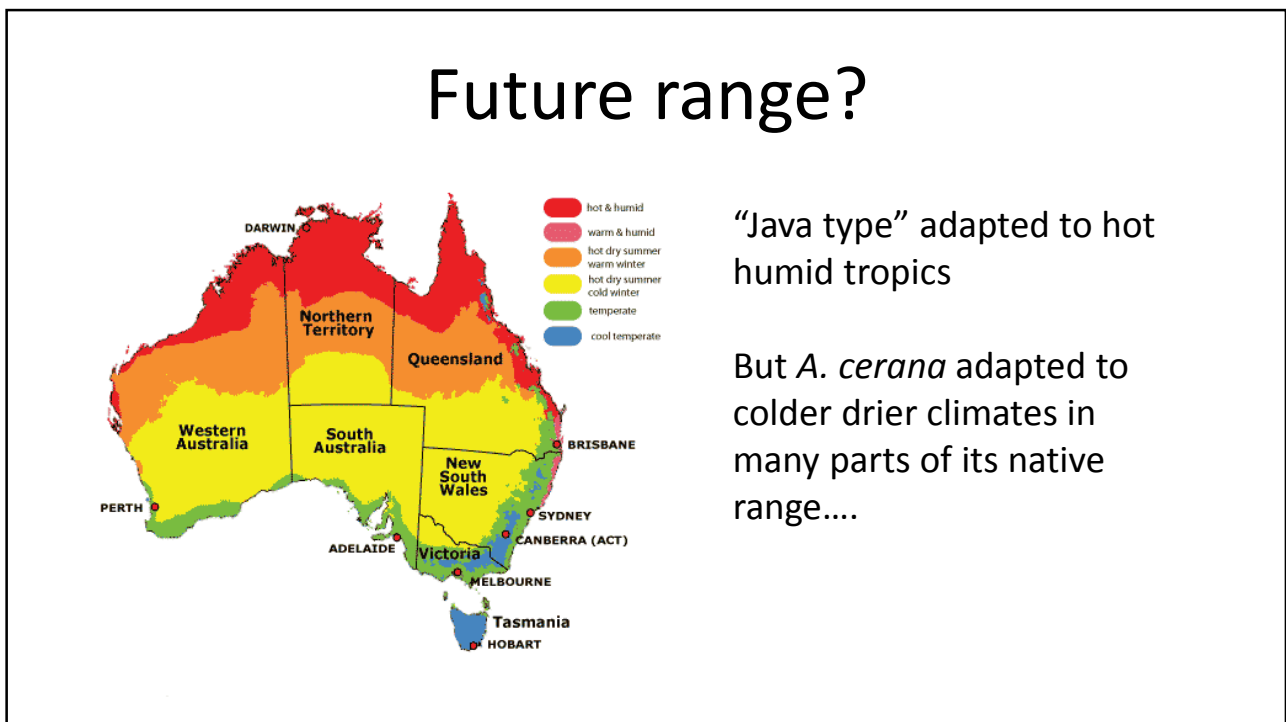 Future range?
hot & humid
warm & humid
hot dry summer
warm winter
hot dry summer
cold winter
temperate
cool temperate
DARWIN
Northern
Territory
Queensland
Western
Australia
South
Australia
New
South
Wales
BRISBANE
PERTH
SYDNEY
ADELAIDE
Victoria
CANBERRA (ACT)
MELBOURNE
Tasmania
HOBART
“Java type” adapted to hot
humid tropics
But A. cerana adapted to
colder drier climates in
many parts of its native
range….